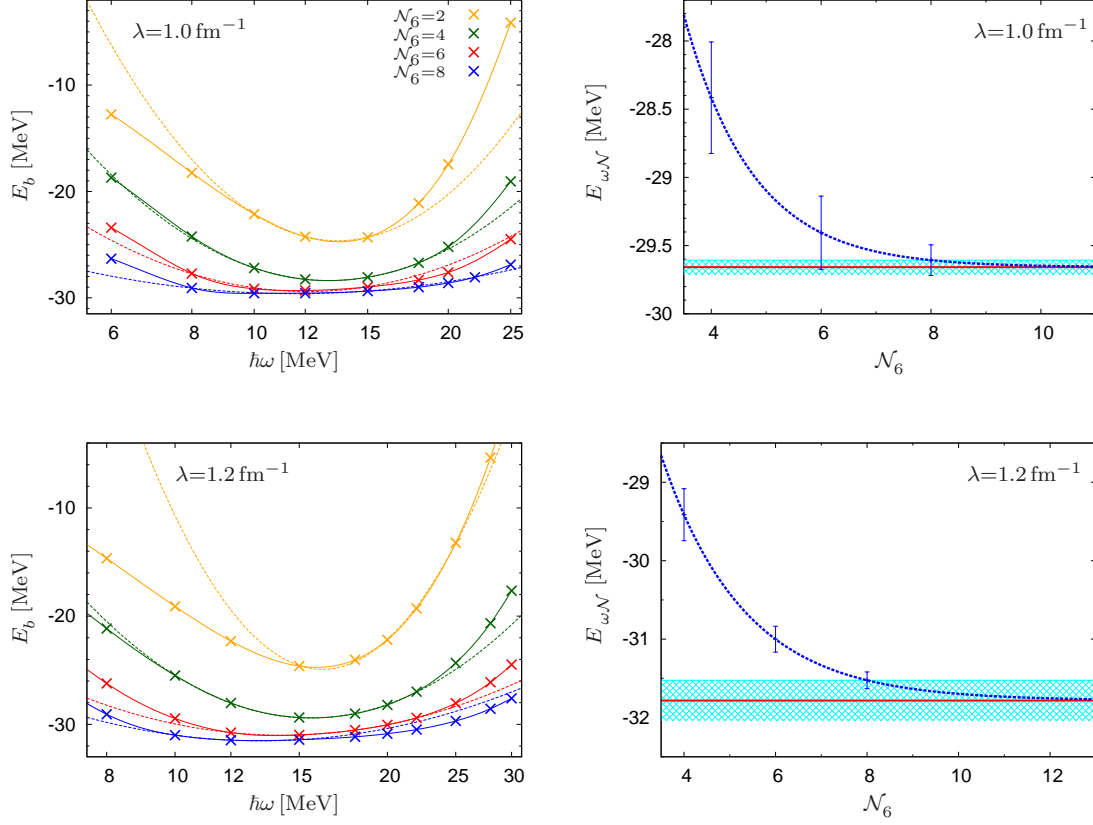 λ=1.0 fm⁻¹
𝒩₆=2
𝒩₆=4
𝒩₆=6
𝒩₆=8
-10
-20
-30
E_b [MeV]
6 8 10 12 15 20 25
ħω [MeV]
λ=1.0 fm⁻¹
-28
-28.5
-29
-29.5
-30
E_ω𝒩 [MeV]
4 6 8 10
𝒩₆
λ=1.2 fm⁻¹
-10
-20
-30
E_b [MeV]
8 10 12 15 20 25 30
ħω [MeV]
λ=1.2 fm⁻¹
-29
-30
-31
-32
E_ω𝒩 [MeV]
4 6 8 10 12
𝒩₆